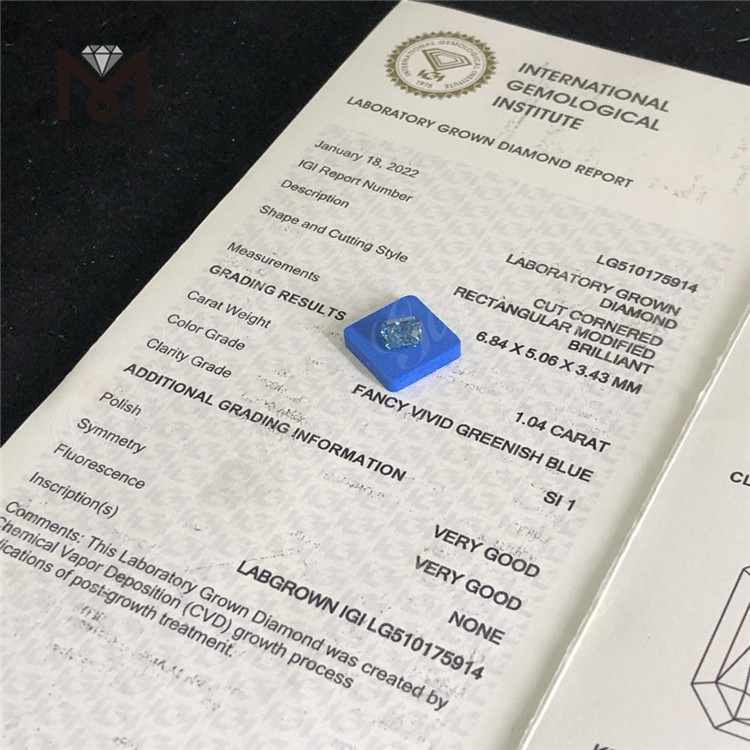 INTERNATIONAL
GEMOLOGICAL
INSTITUTE
LABORATORY GROWN DIAMOND REPORT
January 18, 2022
IGI Report Number LG510175914
Description LABORATORY GROWN
DIAMOND
Shape and Cutting Style CUT CORNERED
RECTANGULAR MODIFIED
BRILLIANT
Measurements 6.84 X 5.06 X 3.43 MM
GRADING RESULTS
Carat Weight 1.04 CARAT
Color Grade FANCY VIVID GREENISH BLUE
Clarity Grade SI 1
ADDITIONAL GRADING INFORMATION
Polish VERY GOOD
Symmetry VERY GOOD
Fluorescence NONE
Inscription(s) LABGROWN IGI LG510175914
Comments: This Laboratory Grown Diamond was created by
Chemical Vapor Deposition (CVD) growth process
ications of post-growth treatment.
CL